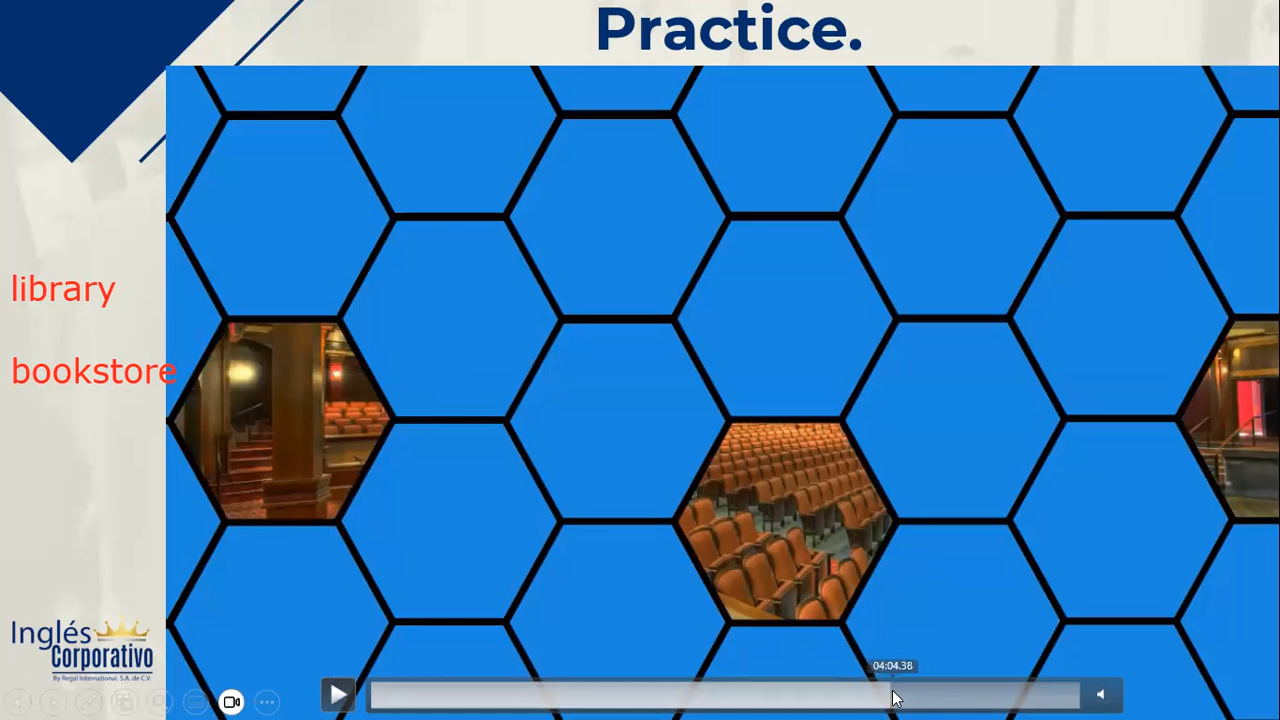 Practice.
library
bookstore
Inglés
Corporativo
By Regal International, S.A. de C.V.
04:04.38